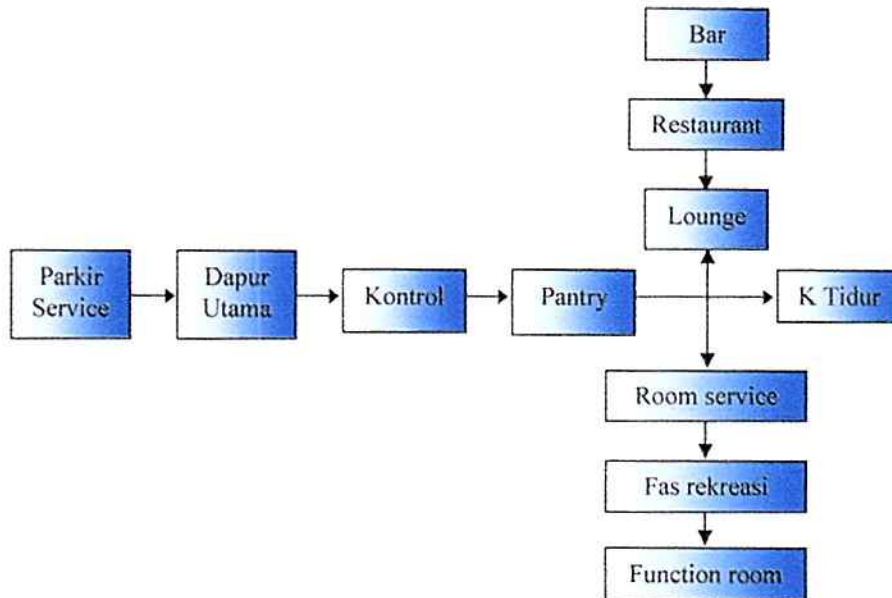 Bar
Restaurant
Lounge
Parkir
Service
Dapur
Utama
Kontrol
Pantry
K Tidur
Room service
Fas rekreasi
Function room